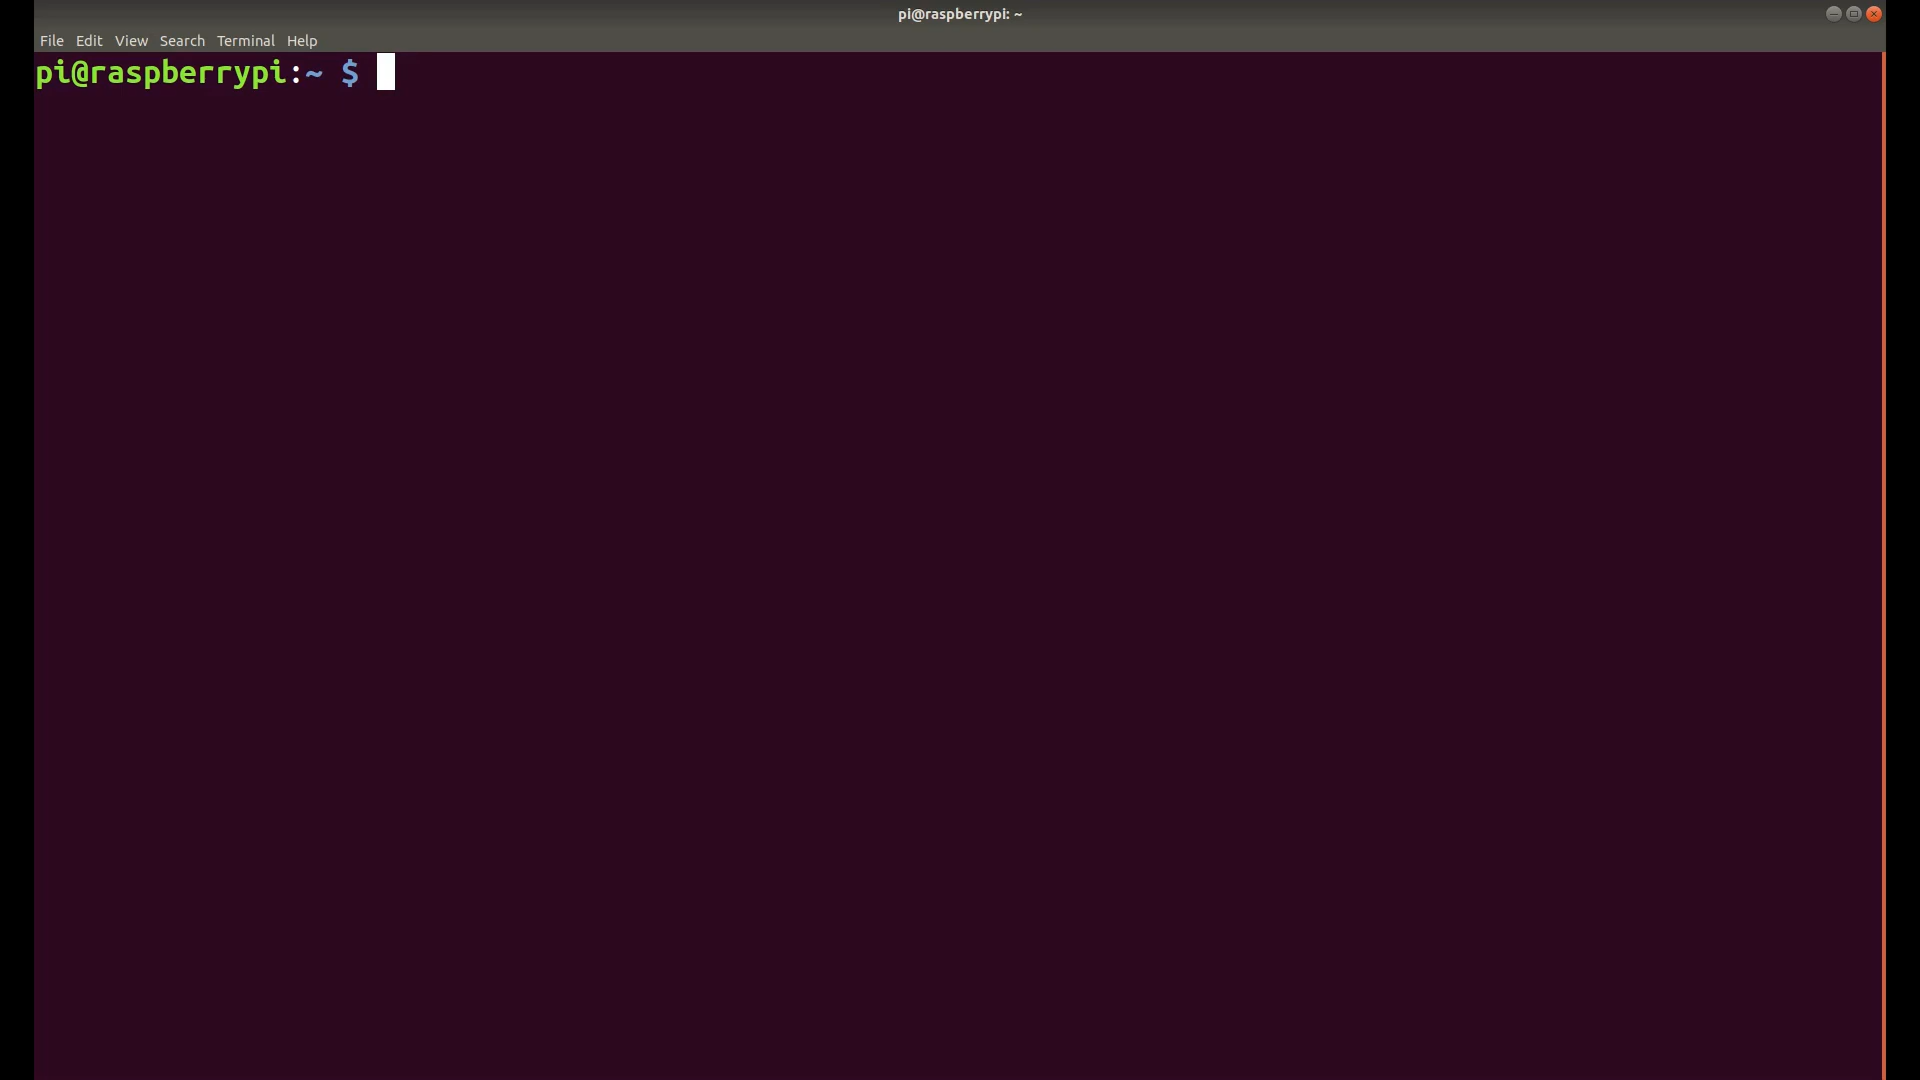 pi@raspberrypi: ~
File Edit View Search Terminal Help
pi@raspberrypi:~ $